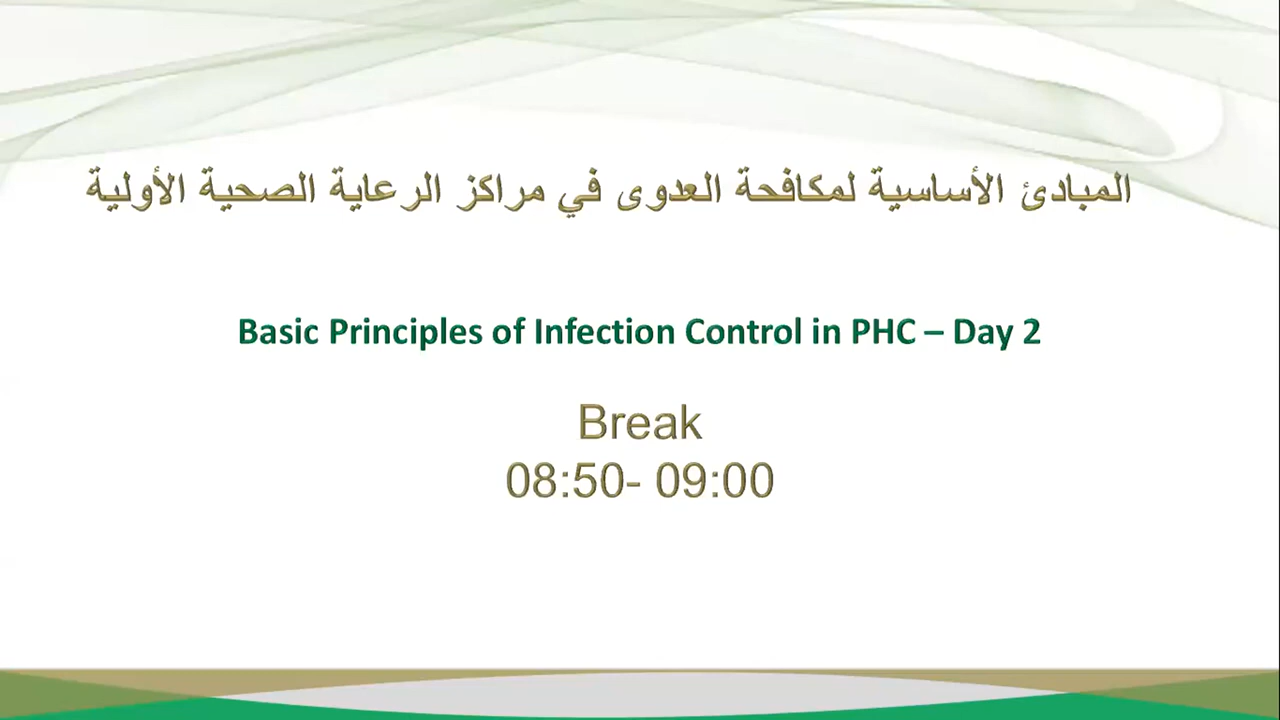 المبادئ الأساسية لمكافحة العدوى في مراكز الرعاية الصحية الأولية
Basic Principles of Infection Control in PHC – Day 2
Break
08:50- 09:00